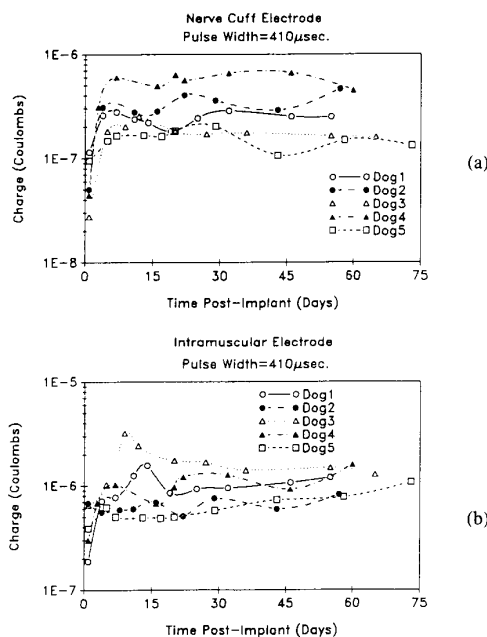 Nerve Cuff Electrode
Pulse Width=410μsec.
1E-6
1E-7
1E-8
Charge (Coulombs)
(a)
Dog1
Dog2
Dog3
Dog4
Dog5
0 15 30 45 60 75
Time Post-Implant (Days)
Intramuscular Electrode
Pulse Width=410μsec.
1E-5
1E-6
1E-7
Charge (Coulombs)
(b)
Dog1
Dog2
Dog3
Dog4
Dog5
0 15 30 45 60 75
Time Post-Implant (Days)